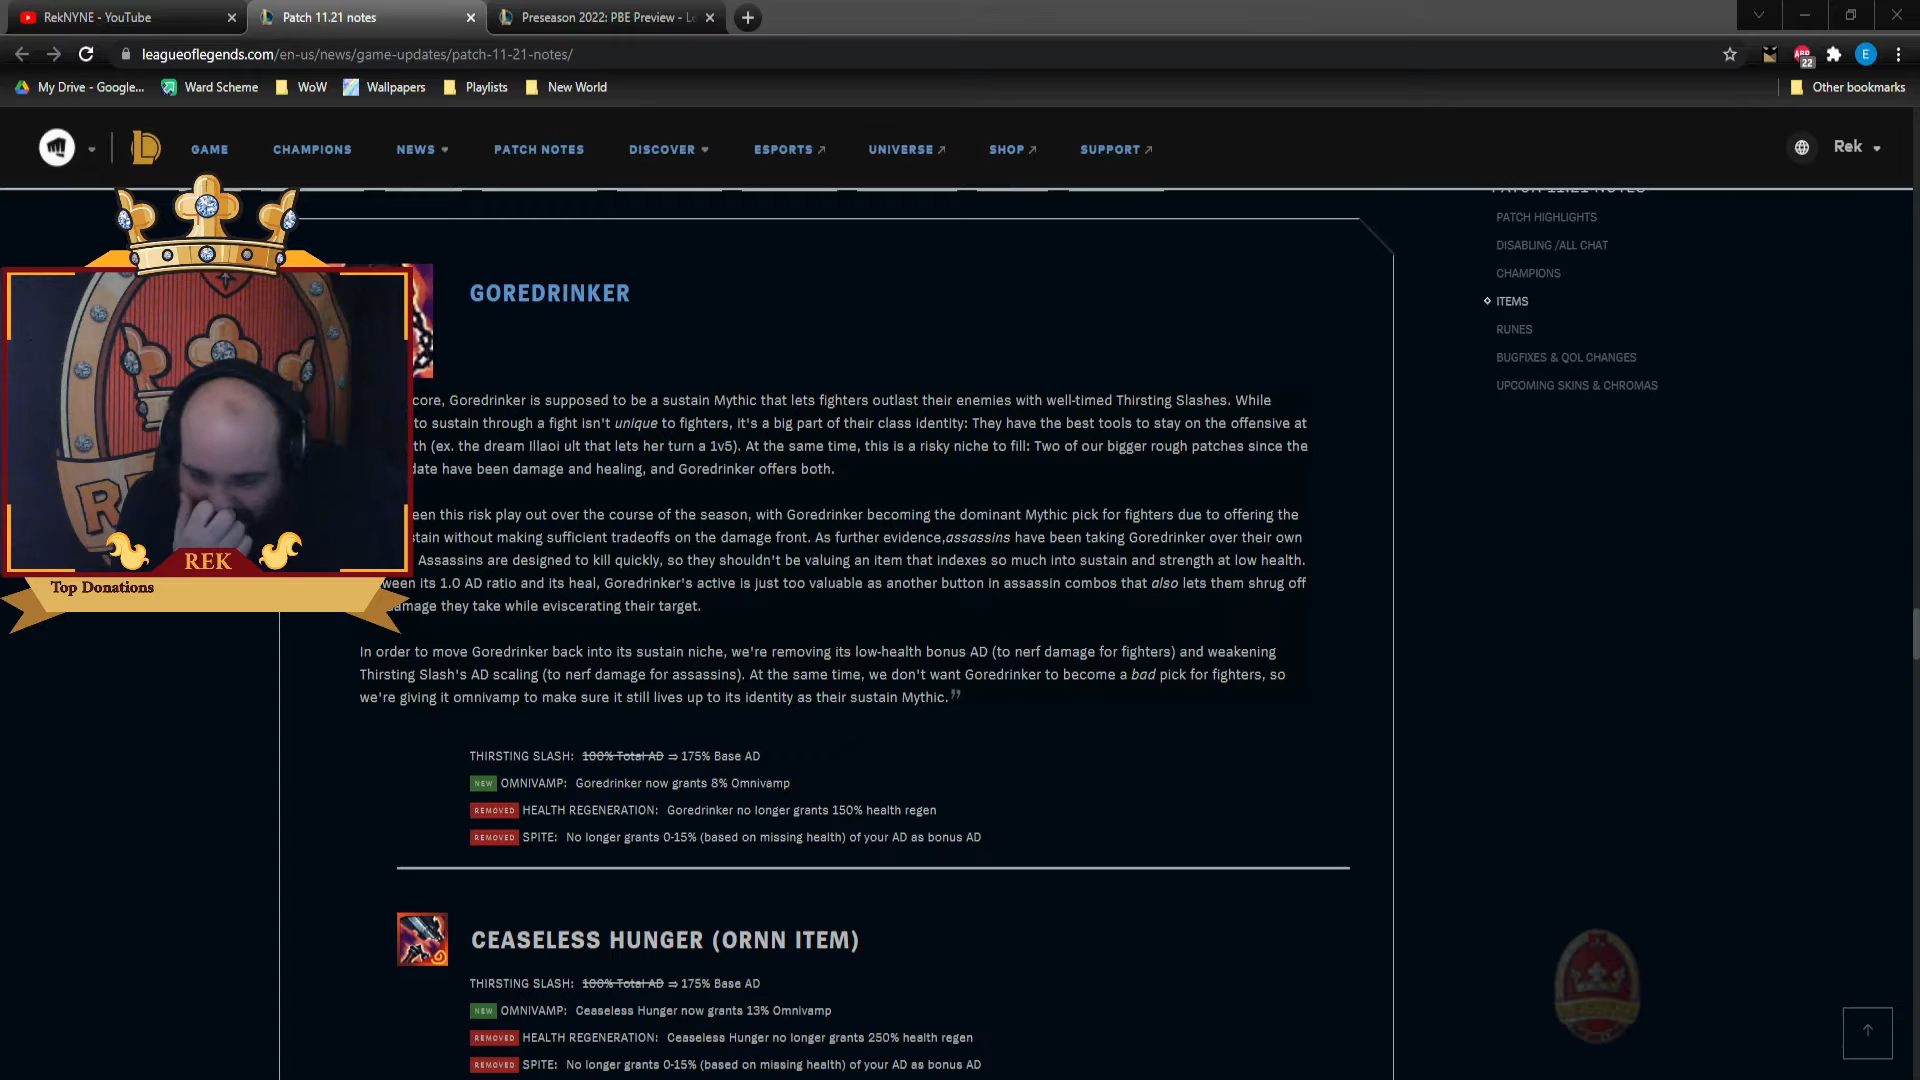 RekNYNE - YouTube
Patch 11.21 notes
Preseason 2022: PBE Preview - Le
leagueoflegends.com/en-us/news/game-updates/patch-11-21-notes/
22
E
My Drive - Google...
Ward Scheme
WoW
Wallpapers
Playlists
New World
Other bookmarks
GAME
CHAMPIONS
NEWS
PATCH NOTES
DISCOVER
ESPORTS
UNIVERSE
SHOP
SUPPORT
Rek
PATCH 11.21 NOTES
PATCH HIGHLIGHTS
DISABLING /ALL CHAT
CHAMPIONS
ITEMS
RUNES
BUGFIXES & QOL CHANGES
UPCOMING SKINS & CHROMAS
REK
Top Donations
GOREDRINKER
core, Goredrinker is supposed to be a sustain Mythic that lets fighters outlast their enemies with well-timed Thirsting Slashes. While
to sustain through a fight isn't unique to fighters, it's a big part of their class identity: They have the best tools to stay on the offensive at
th (ex. the dream Illaoi ult that lets her turn a 1v5). At the same time, this is a risky niche to fill: Two of our bigger rough patches since the
date have been damage and healing, and Goredrinker offers both.
een this risk play out over the course of the season, with Goredrinker becoming the dominant Mythic pick for fighters due to offering the
stain without making sufficient tradeoffs on the damage front. As further evidence,assassins have been taking Goredrinker over their own
Assassins are designed to kill quickly, so they shouldn't be valuing an item that indexes so much into sustain and strength at low health.
ween its 1.0 AD ratio and its heal, Goredrinker's active is just too valuable as another button in assassin combos that also lets them shrug off
amage they take while eviscerating their target.
In order to move Goredrinker back into its sustain niche, we're removing its low-health bonus AD (to nerf damage for fighters) and weakening
Thirsting Slash's AD scaling (to nerf damage for assassins). At the same time, we don't want Goredrinker to become a bad pick for fighters, so
we're giving it omnivamp to make sure it still lives up to its identity as their sustain Mythic.”
THIRSTING SLASH: 100% Total AD ⇒ 175% Base AD
NEW OMNIVAMP: Goredrinker now grants 8% Omnivamp
REMOVED HEALTH REGENERATION: Goredrinker no longer grants 150% health regen
REMOVED SPITE: No longer grants 0-15% (based on missing health) of your AD as bonus AD
CEASELESS HUNGER (ORNN ITEM)
THIRSTING SLASH: 100% Total AD ⇒ 175% Base AD
NEW OMNIVAMP: Ceaseless Hunger now grants 13% Omnivamp
REMOVED HEALTH REGENERATION: Ceaseless Hunger no longer grants 250% health regen
REMOVED SPITE: No longer grants 0-15% (based on missing health) of your AD as bonus AD